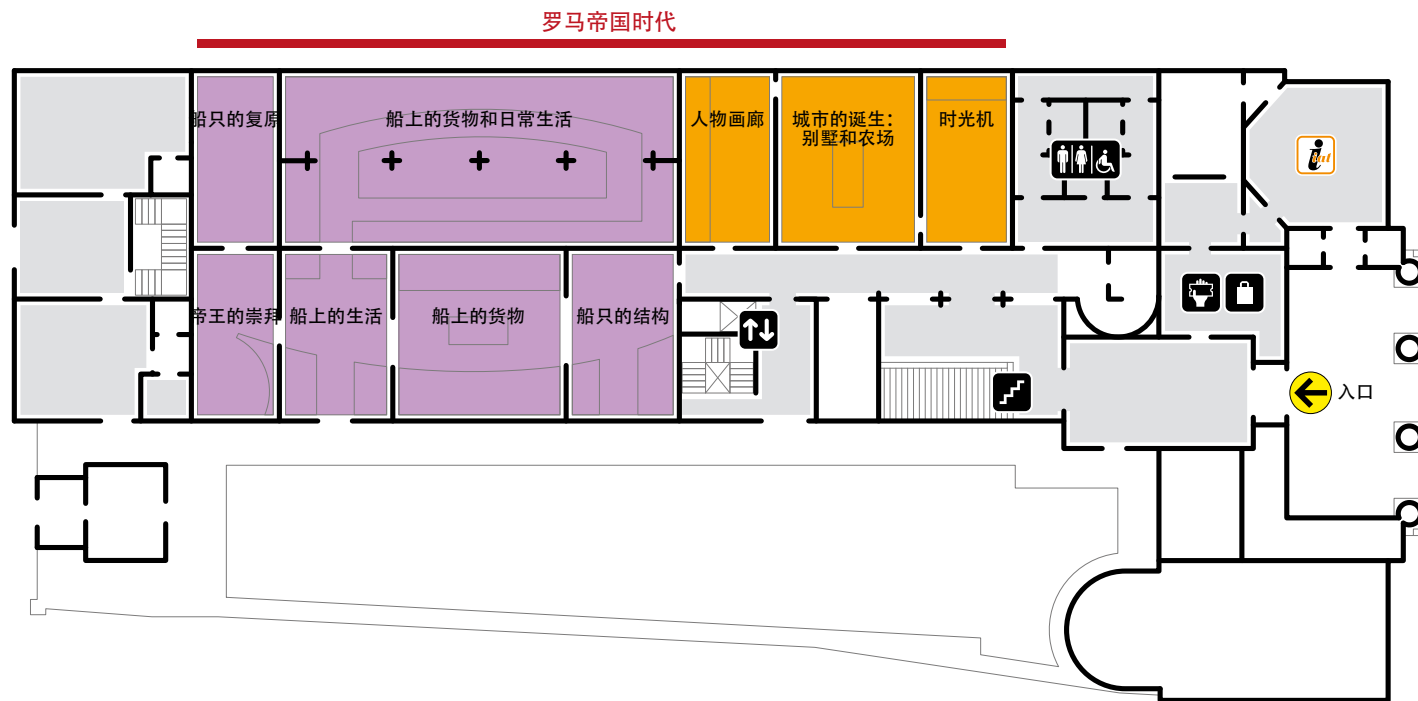 罗马帝国时代
船只的复原
船上的货物和日常生活
人物画廊
城市的诞生：
别墅和农场
时光机
帝王的崇拜
船上的生活
船上的货物
船只的结构
入口